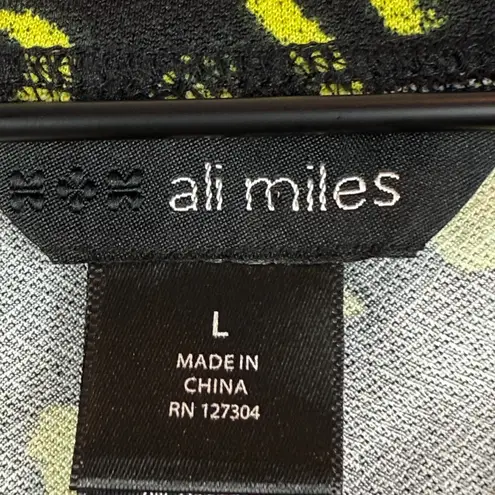 ali miles
L
MADE IN
CHINA
RN 127304